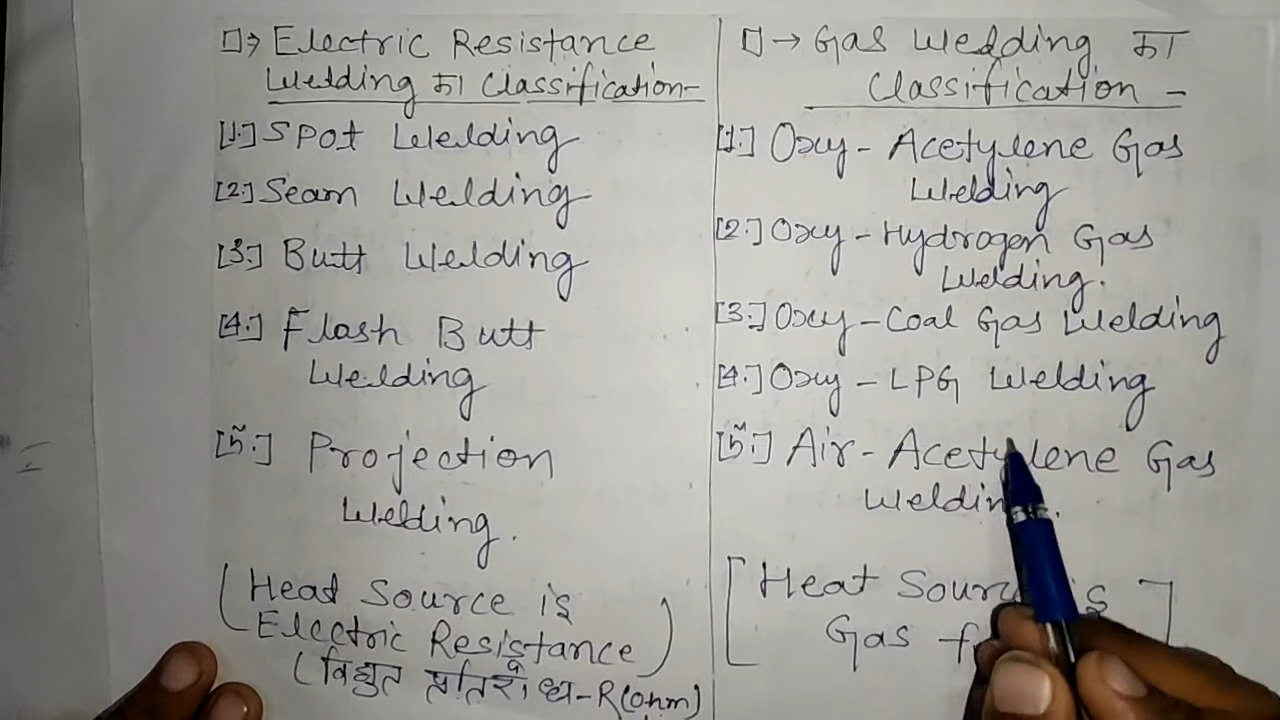 □→ Electric Resistance
Welding का Classification-
[1.] Spot Welding
[2.] Seam Welding
[3.] Butt Welding
[4.] Flash Butt
Welding
[5.] Projection
Welding.
(Heat Source is
Electric Resistance)
(विद्युत प्रतिरोध-R(ohm)
□→ Gas Welding का
Classification -
[1.] Oxy-Acetylene Gas
Welding
[2.] Oxy-Hydrogen Gas
Welding.
[3.] Oxy-Coal Gas Welding
[4.] Oxy-LPG Welding
[5.] Air-Acetylene Gas
Welding.
[Heat Source is
Gas